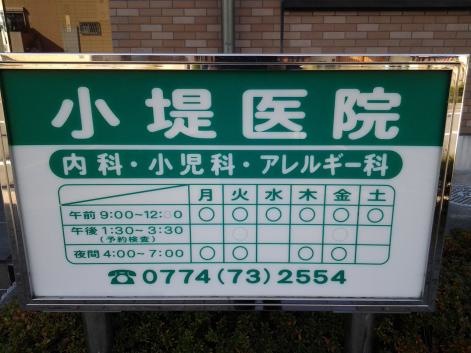 小堤医院
内科・小児科・アレルギー科
月 火 水 木 金 土
午前 9:00~12:30 ○ ○ ○ ○ ○ ○
午後 1:30~3:30 ○ ○
(予約検査)
夜間 4:00~7:00 ○ ○ ○ ○
☎0774(73)2554